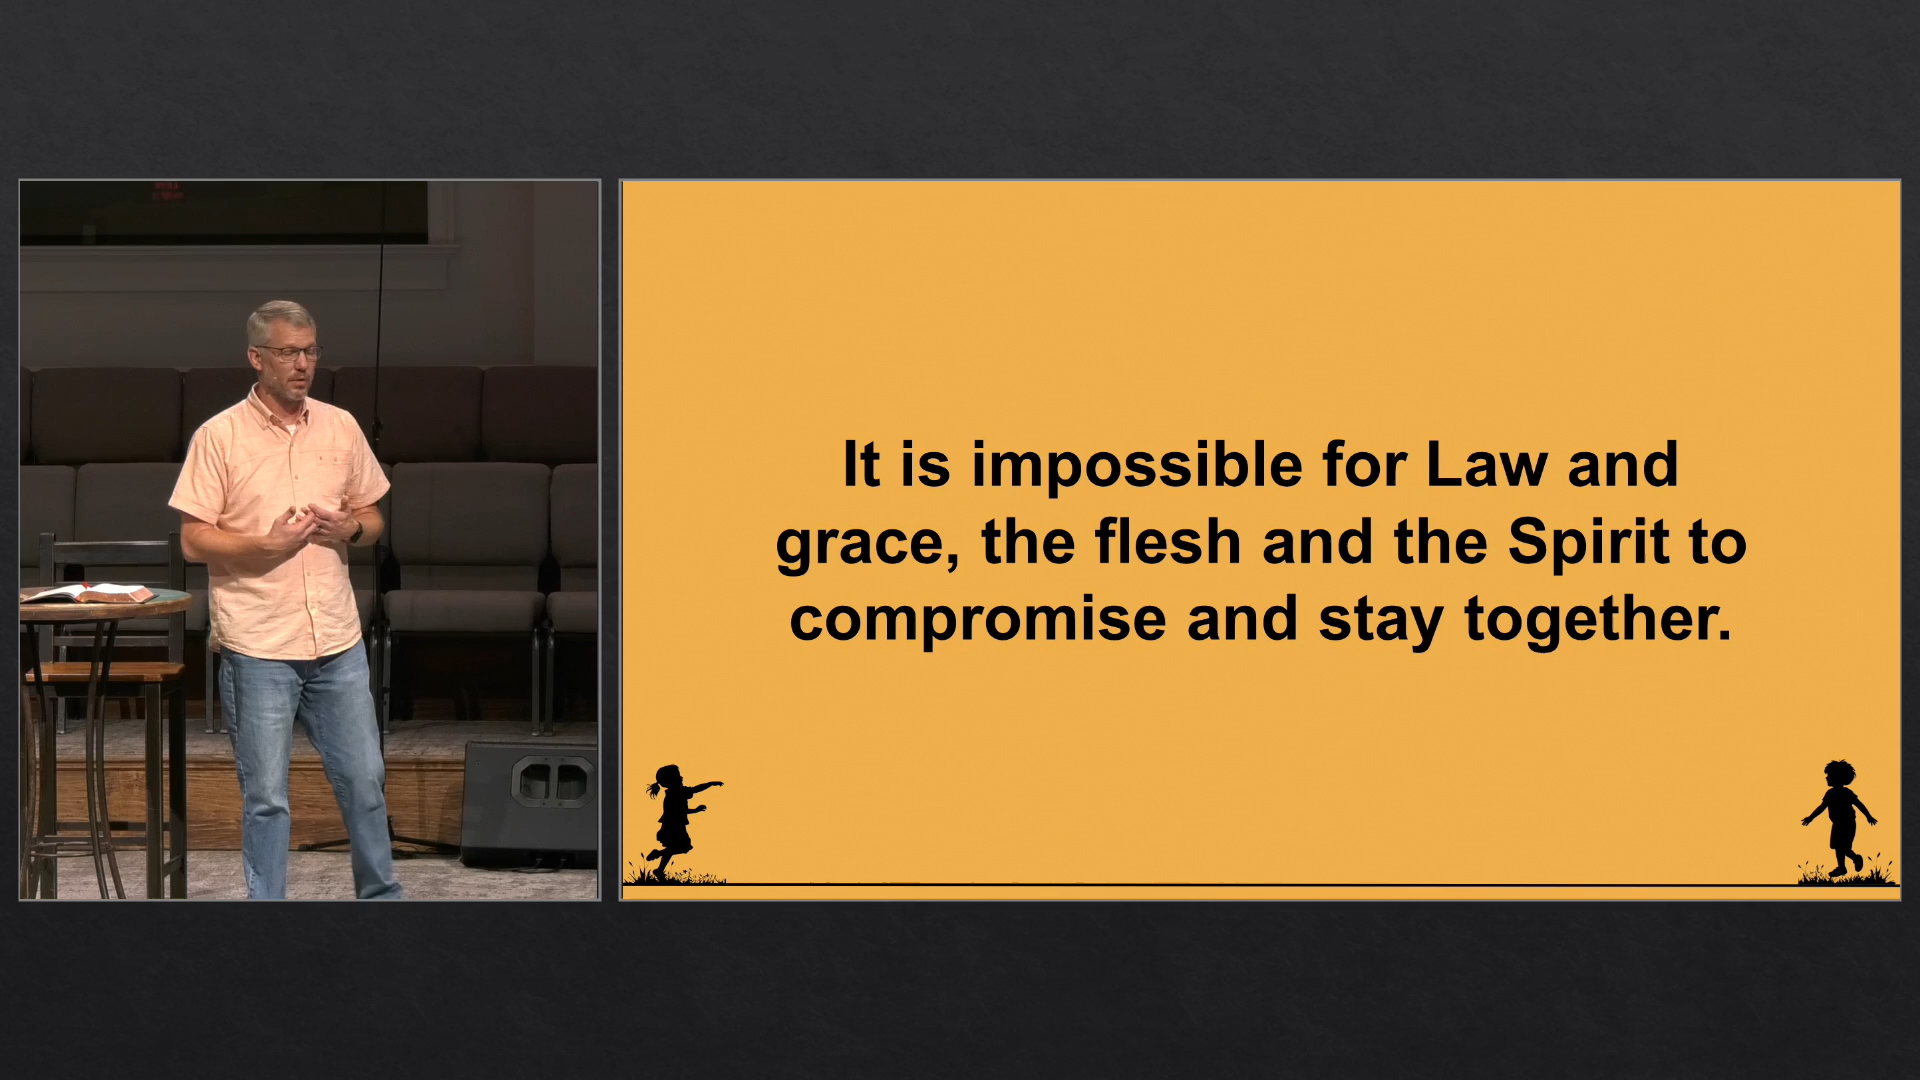 It is impossible for Law and
grace, the flesh and the Spirit to
compromise and stay together.